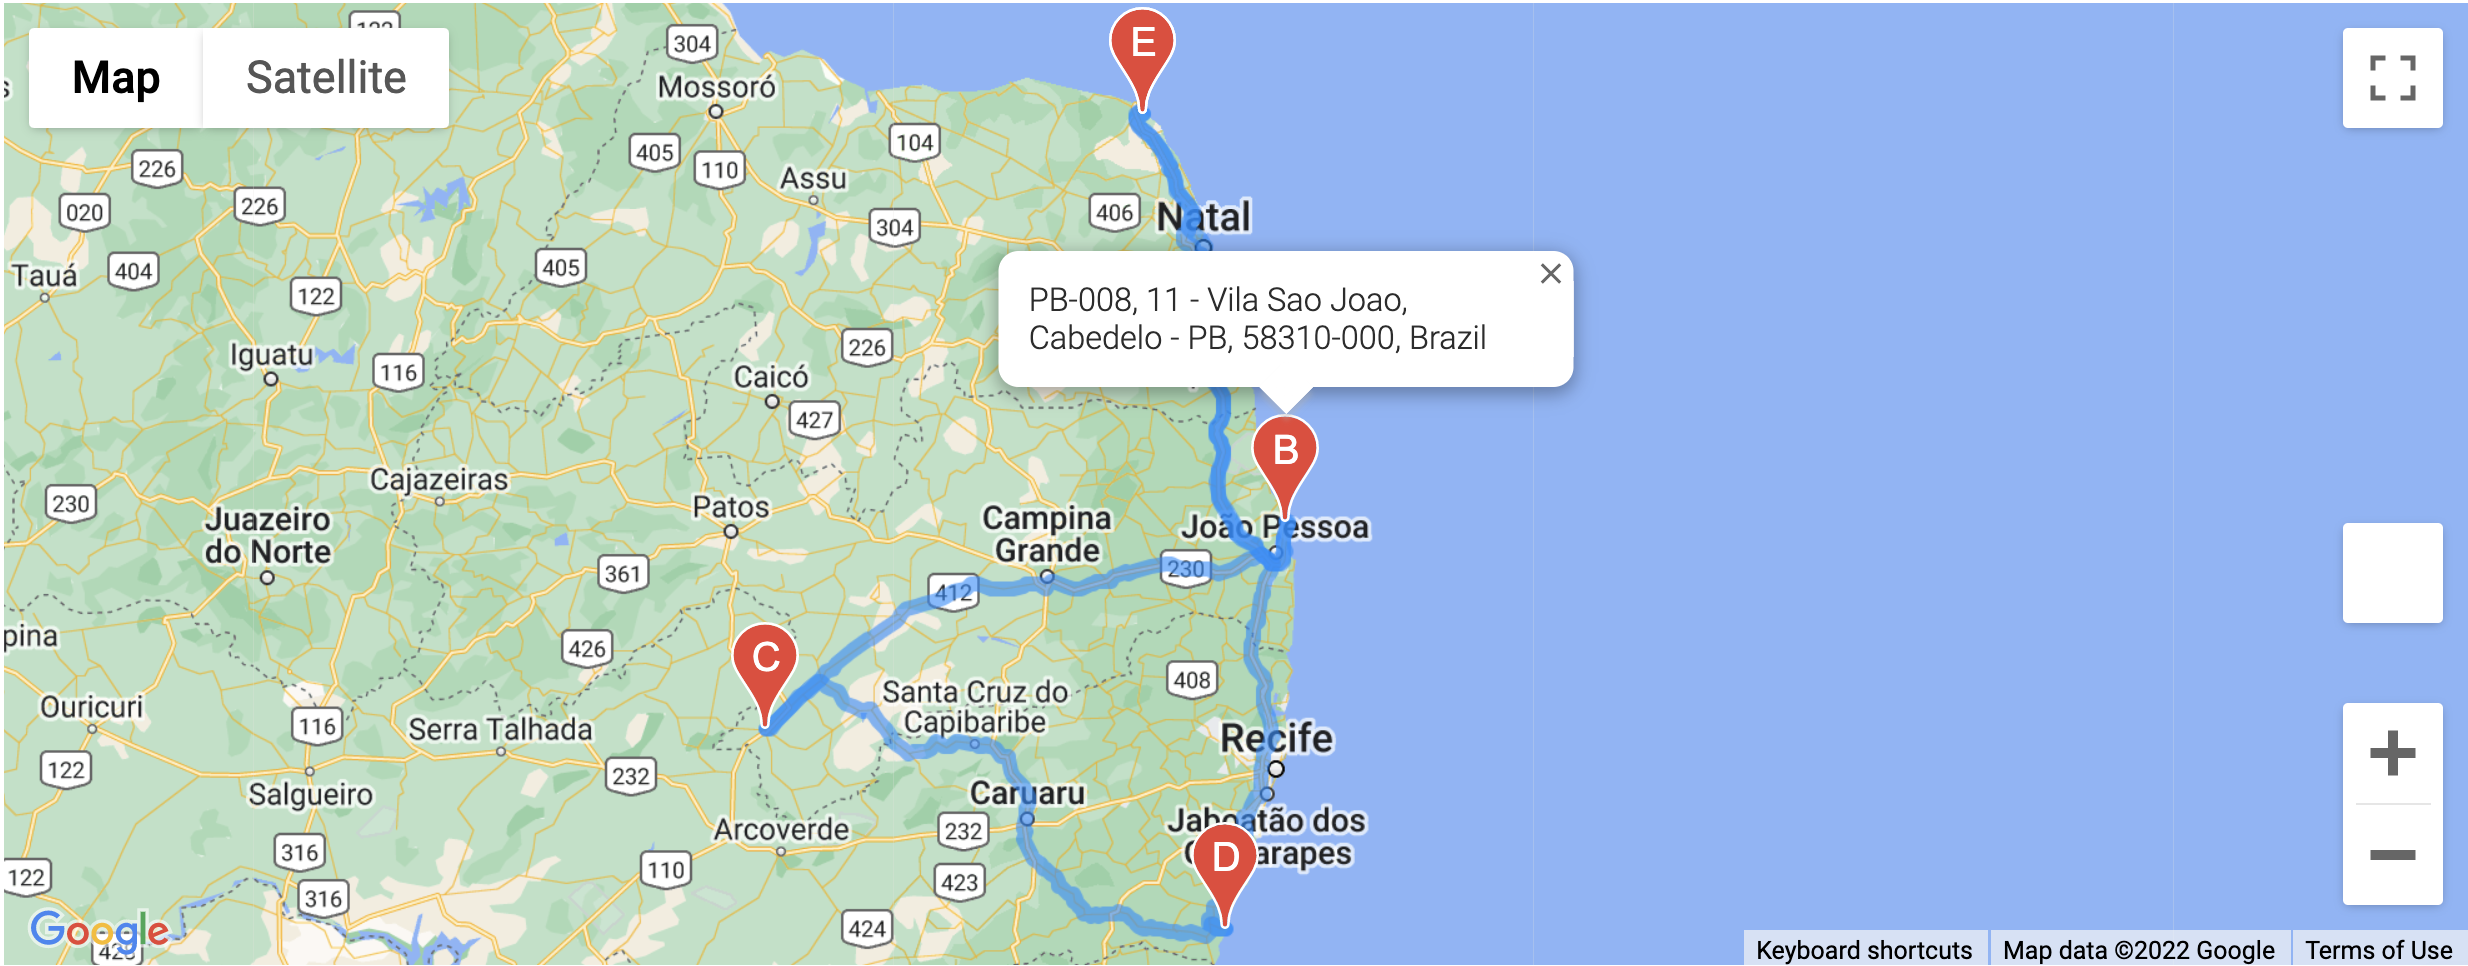 122
304
E
Map
Satellite
Mossoró
104
405
110
226
Assu
226
020
406
Natal
304
Tauá
404
405
122
PB-008, 11 - Vila Sao Joao,
Cabedelo - PB, 58310-000, Brazil
226
Iguatu
116
Caicó
427
B
Cajazeiras
230
Patos
Juazeiro
do Norte
Campina
Grande
João Pessoa
361
230
412
pina
426
C
408
Santa Cruz do
Capibaribe
Ouricuri
116
Serra Talhada
Recife
122
232
Salgueiro
Caruaru
Arcoverde
232
Jaboatão dos
D
arapes
316
110
423
122
316
424
Google
Keyboard shortcuts
Map data ©2022 Google
Terms of Use